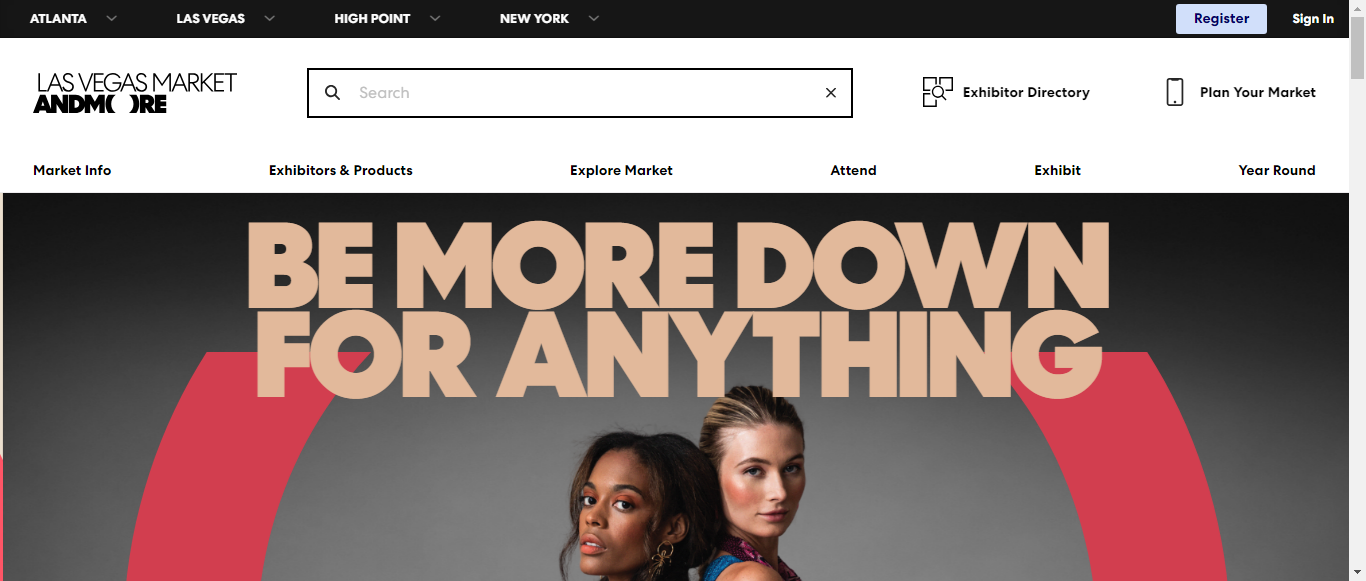 ATLANTA LAS VEGAS HIGH POINT NEW YORK Register Sign In
LAS VEGAS MARKET
ANDMORE
Search
Exhibitor Directory
Plan Your Market
Market Info Exhibitors & Products Explore Market Attend Exhibit Year Round
BE MORE DOWN
FOR ANYTHING